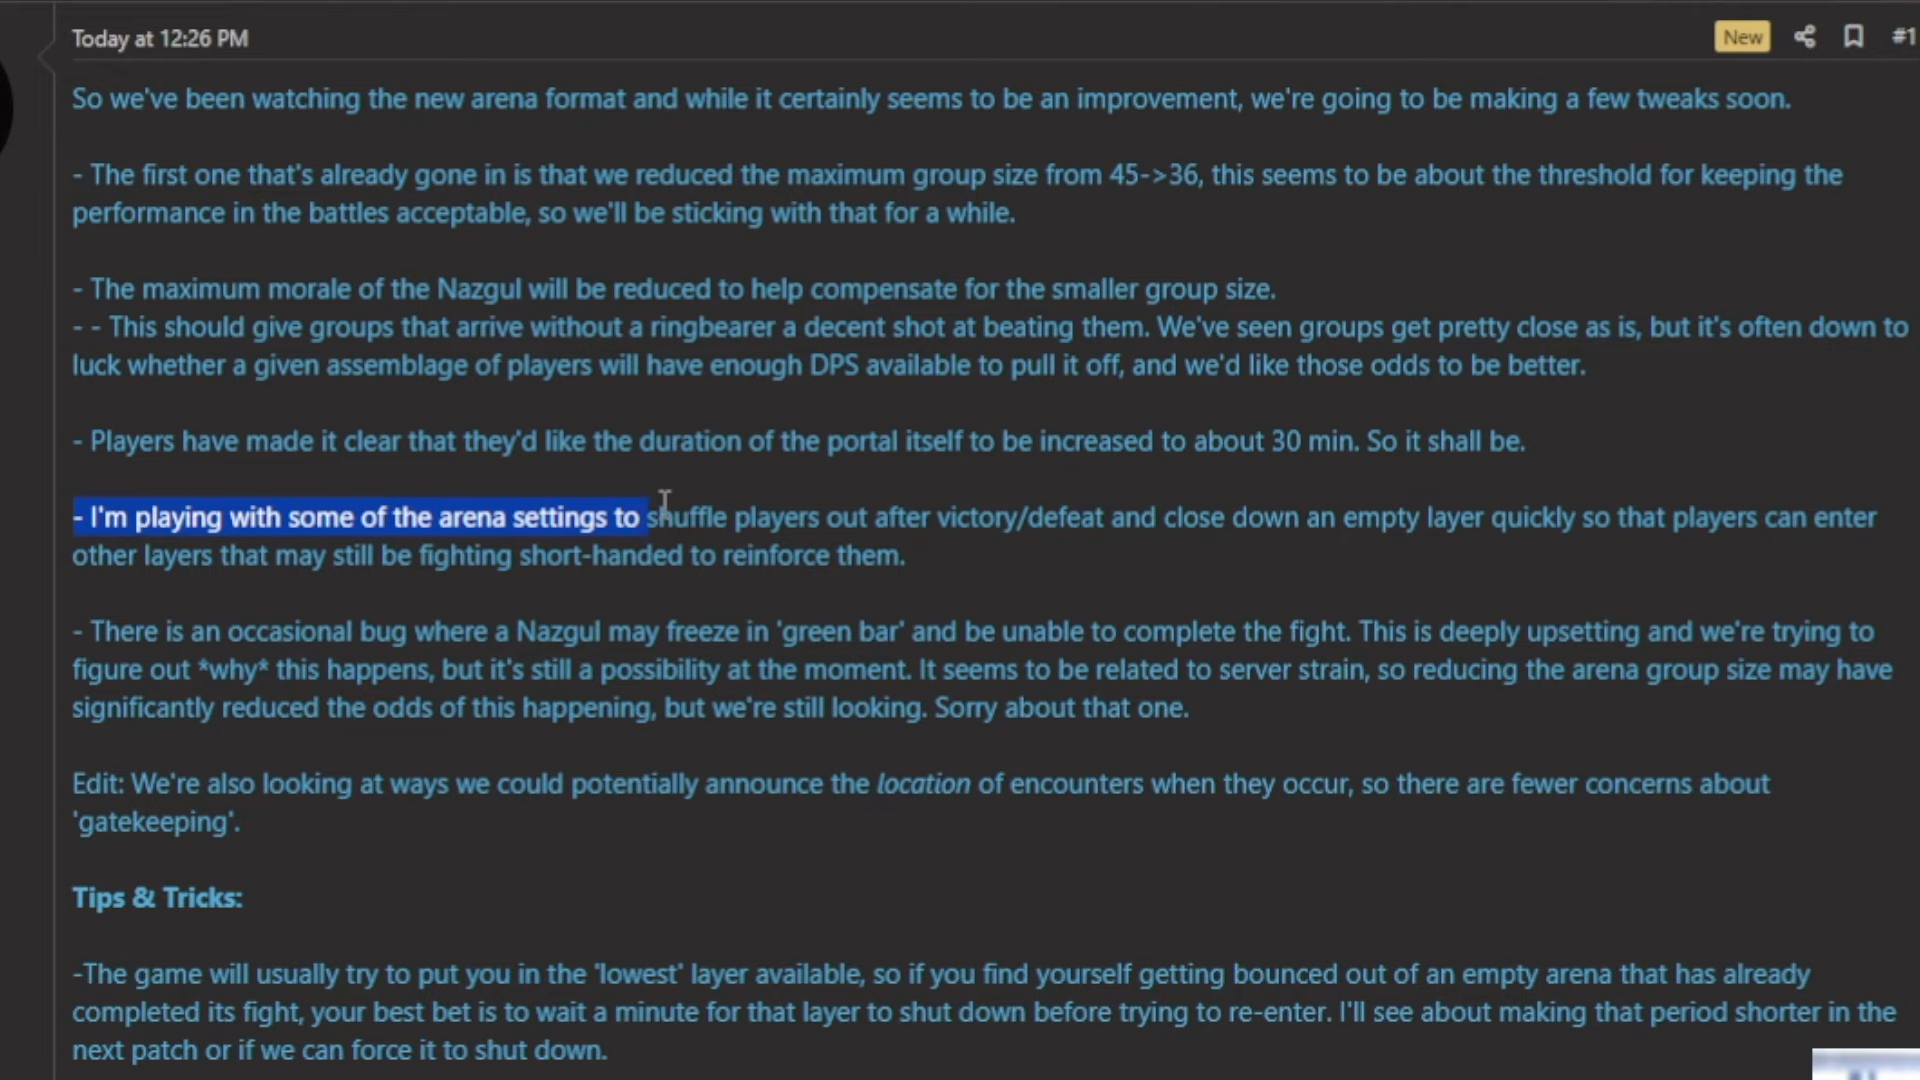 Today at 12:26 PM
New
#1
So we've been watching the new arena format and while it certainly seems to be an improvement, we're going to be making a few tweaks soon.
- The first one that's already gone in is that we reduced the maximum group size from 45->36, this seems to be about the threshold for keeping the
performance in the battles acceptable, so we'll be sticking with that for a while.
- The maximum morale of the Nazgul will be reduced to help compensate for the smaller group size.
- - This should give groups that arrive without a ringbearer a decent shot at beating them. We've seen groups get pretty close as is, but it's often down to
luck whether a given assemblage of players will have enough DPS available to pull it off, and we'd like those odds to be better.
- Players have made it clear that they'd like the duration of the portal itself to be increased to about 30 min. So it shall be.
- I'm playing with some of the arena settings to shuffle players out after victory/defeat and close down an empty layer quickly so that players can enter
other layers that may still be fighting short-handed to reinforce them.
- There is an occasional bug where a Nazgul may freeze in 'green bar' and be unable to complete the fight. This is deeply upsetting and we're trying to
figure out *why* this happens, but it's still a possibility at the moment. It seems to be related to server strain, so reducing the arena group size may have
significantly reduced the odds of this happening, but we're still looking. Sorry about that one.
Edit: We're also looking at ways we could potentially announce the location of encounters when they occur, so there are fewer concerns about
'gatekeeping'.
Tips & Tricks:
-The game will usually try to put you in the 'lowest' layer available, so if you find yourself getting bounced out of an empty arena that has already
completed its fight, your best bet is to wait a minute for that layer to shut down before trying to re-enter. I'll see about making that period shorter in the
next patch or if we can force it to shut down.